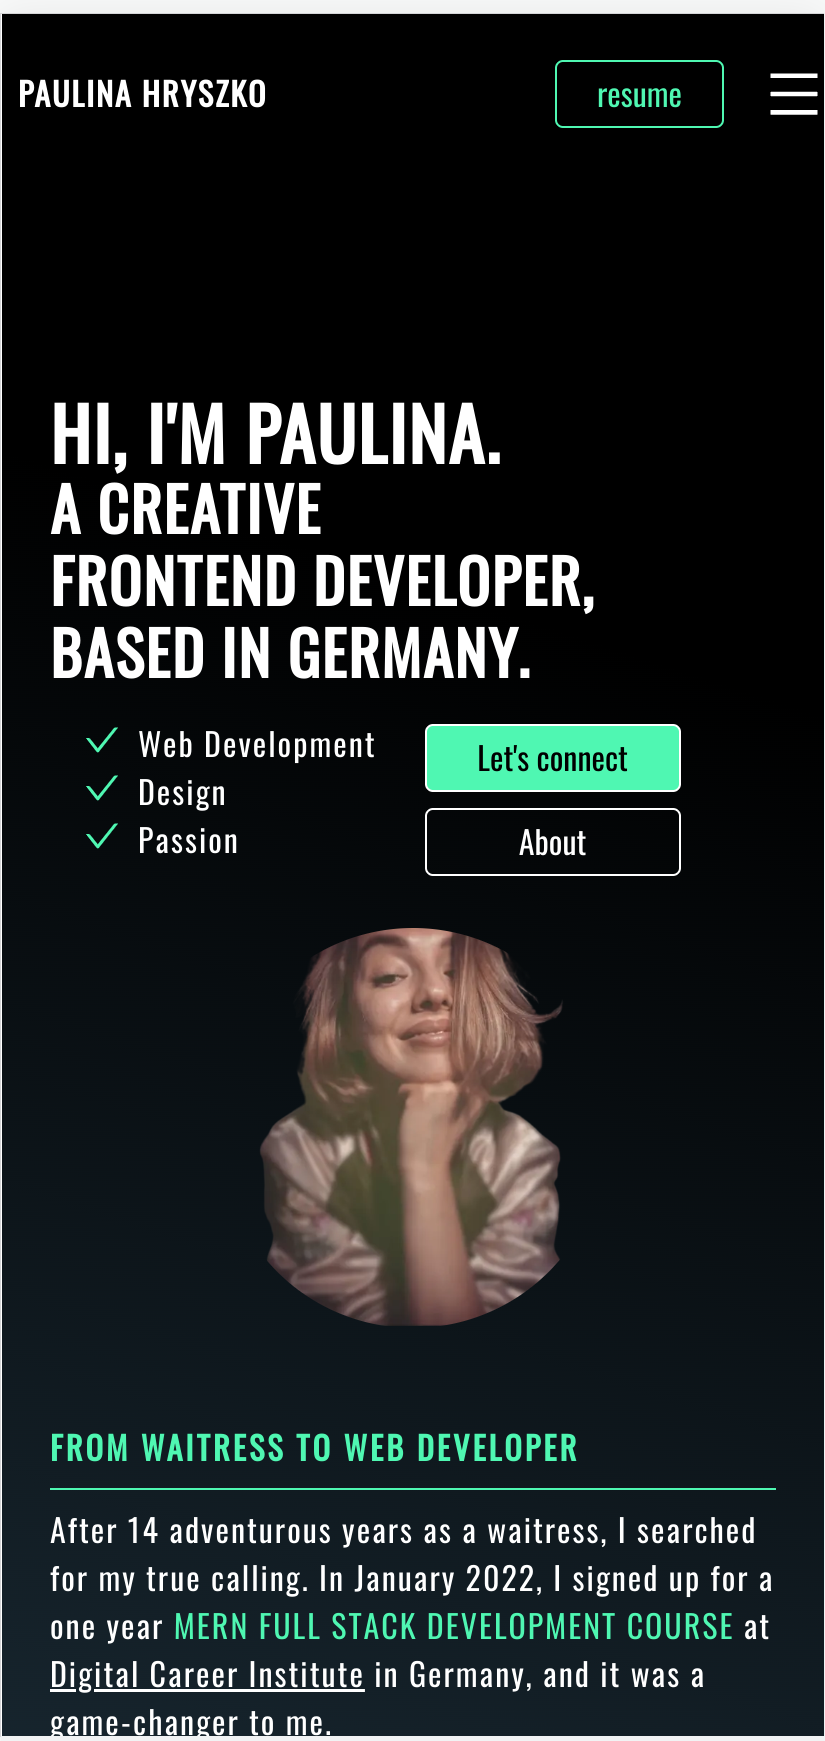 PAULINA HRYSZKO
resume
HI, I'M PAULINA.
A CREATIVE
FRONTEND DEVELOPER,
BASED IN GERMANY.
Web Development
Design
Passion
Let's connect
About
FROM WAITRESS TO WEB DEVELOPER
After 14 adventurous years as a waitress, I searched
for my true calling. In January 2022, I signed up for a
one year MERN FULL STACK DEVELOPMENT COURSE at
Digital Career Institute in Germany, and it was a
game-changer to me.